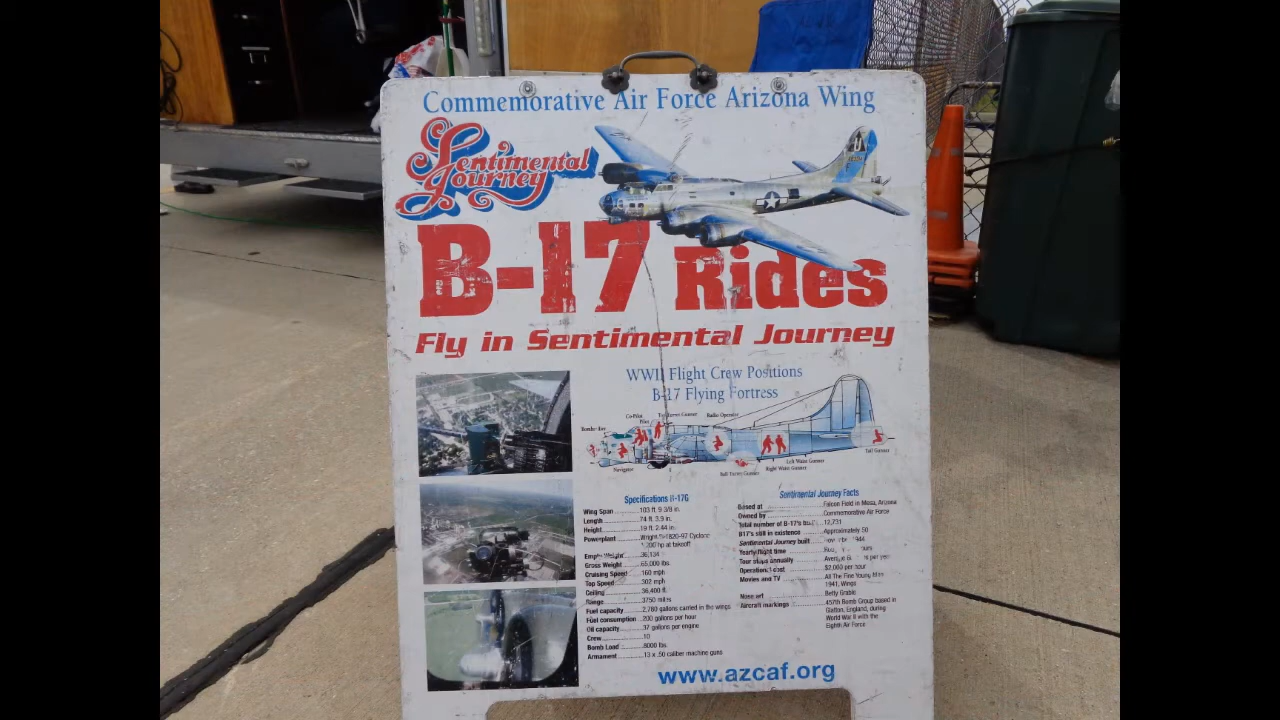 Commemorative Air Force Arizona Wing
Sentimental
Journey
B-17 Rides
Fly in Sentimental Journey
WWII Flight Crew Positions
B-17 Flying Fortress
Co-Pilot
Pilot
Top Turret Gunner
Radio Operator
Navigator
Ball Turret Gunner
Left Waist Gunner
Right Waist Gunner
Tail Gunner
Specifications B-17G
Wing Span 103 ft. 9 3/8 in.
Length 74 ft. 3.9 in.
Height 19 ft. 2.44 in.
Powerplant Wright R-1820-97 Cyclone
1,200 hp at takeoff
Empty Weight 36,134
Gross Weight 65,000 lbs.
Cruising Speed 160 mph
Top Speed 302 mph
Ceiling 36,400 ft.
Range 3750 miles
Fuel capacity 2,780 gallons carried in the wings
Fuel consumption 200 gallons per hour
Oil capacity 37 gallons per engine
Crew 10
Bomb Load 8000 lbs.
Armament 13 x .50 caliber machine guns
Sentimental Journey Facts
Based at Falcon Field in Mesa, Arizona
Owned by Commemorative Air Force
Total number of B-17's built 12,731
B17's still in existence Approximately 50
Sentimental Journey built 1944
Yearly flight time
Tour stops annually per year
Operational cost $2,000 per hour
Movies and TV All The Fine Young Men
1941, Wings
Nose art Betty Grable
Aircraft markings 457th Bomb Group based in
Glatton, England, during
World War II with the
Eighth Air Force
www.azcaf.org